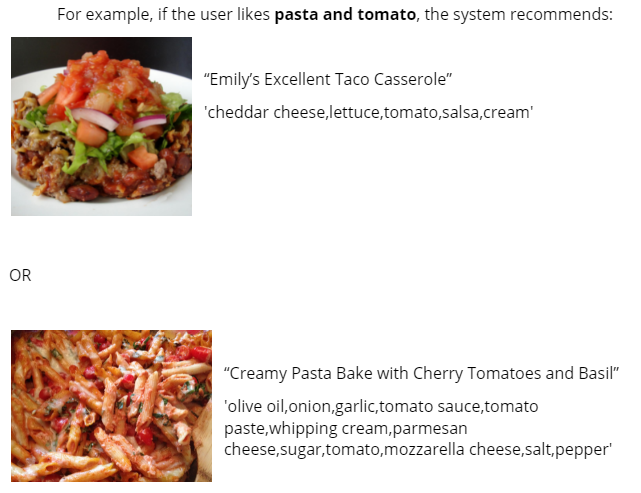 For example, if the user likes pasta and tomato, the system recommends:
“Emily’s Excellent Taco Casserole”
'cheddar cheese,lettuce,tomato,salsa,cream'
OR
“Creamy Pasta Bake with Cherry Tomatoes and Basil”
'olive oil,onion,garlic,tomato sauce,tomato
paste,whipping cream,parmesan
cheese,sugar,tomato,mozzarella cheese,salt,pepper'